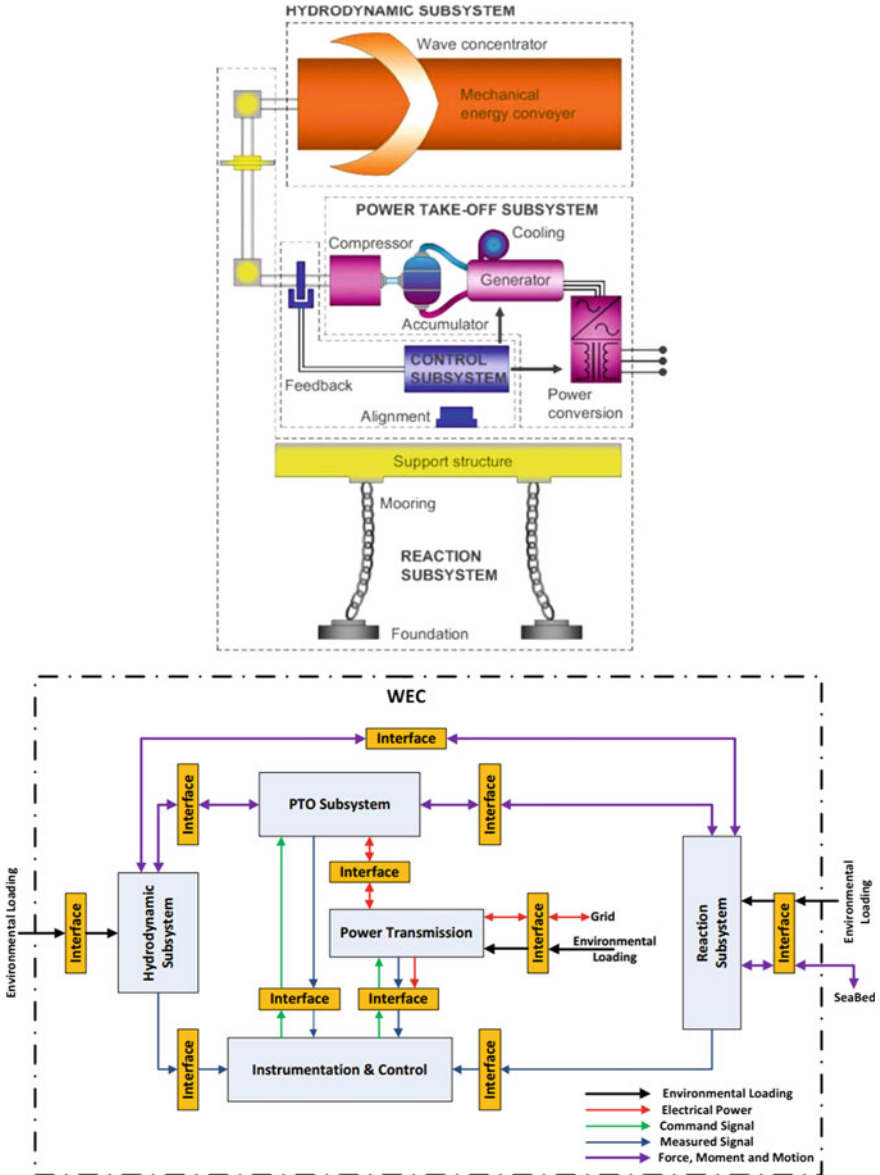 HYDRODYNAMIC SUBSYSTEM
Wave concentrator
Mechanical
energy conveyer
POWER TAKE-OFF SUBSYSTEM
Compressor
Cooling
Generator
Accumulator
CONTROL
SUBSYSTEM
Feedback
Power
conversion
Alignment
Support structure
Mooring
REACTION
SUBSYSTEM
Foundation
WEC
Interface
Interface
PTO Subsystem
Interface
Interface
Environmental Loading
Interface
Hydrodynamic
Subsystem
Power Transmission
Interface
Grid
Environmental
Loading
Reaction
Subsystem
Interface
Environmental
Loading
SeaBed
Interface
Interface
Interface
Instrumentation & Control
Interface
Environmental Loading
Electrical Power
Command Signal
Measured Signal
Force, Moment and Motion